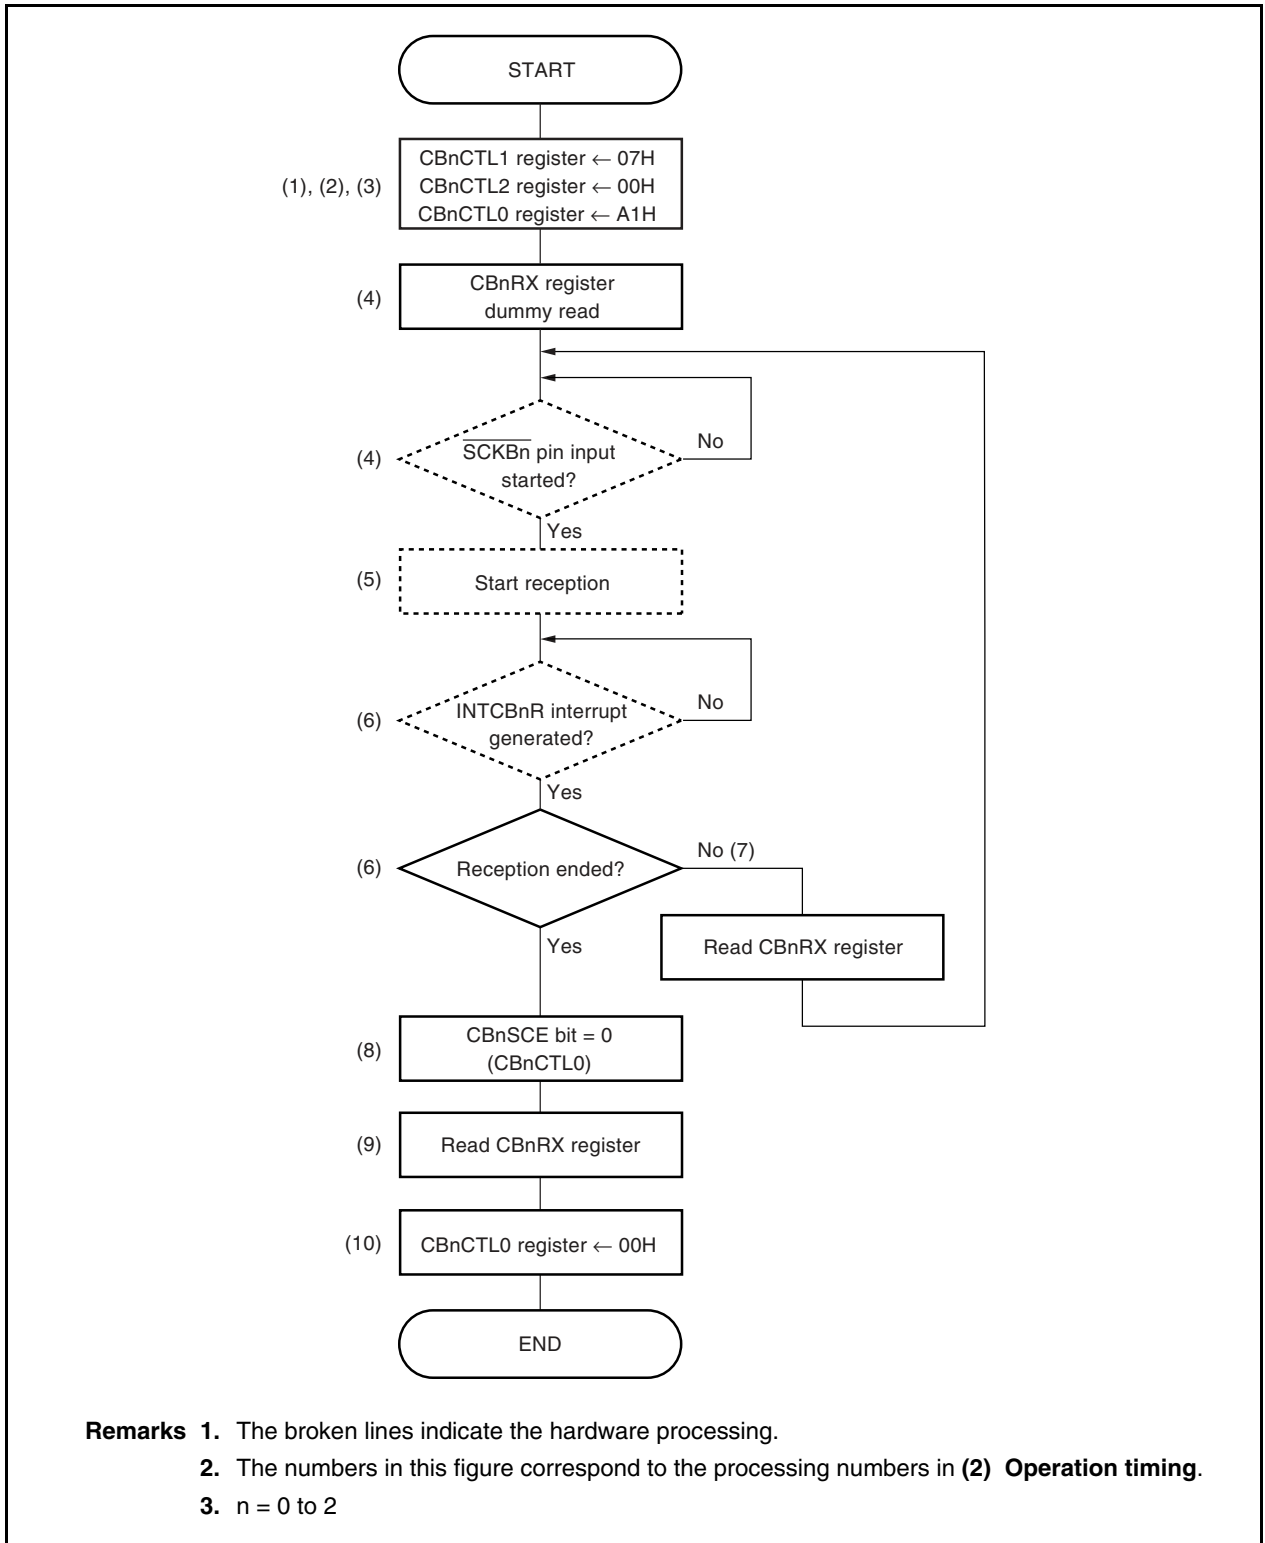 START
(1), (2), (3)
CBnCTL1 register ← 07H
CBnCTL2 register ← 00H
CBnCTL0 register ← A1H
(4)
CBnRX register
dummy read
(4)
SCKBn pin input
started?
No
Yes
(5)
Start reception
(6)
INTCBnR interrupt
generated?
No
Yes
(6)
Reception ended?
No (7)
Read CBnRX register
Yes
(8)
CBnSCE bit = 0
(CBnCTL0)
(9)
Read CBnRX register
(10)
CBnCTL0 register ← 00H
END
Remarks 1. The broken lines indicate the hardware processing.
2. The numbers in this figure correspond to the processing numbers in (2) Operation timing.
3. n = 0 to 2